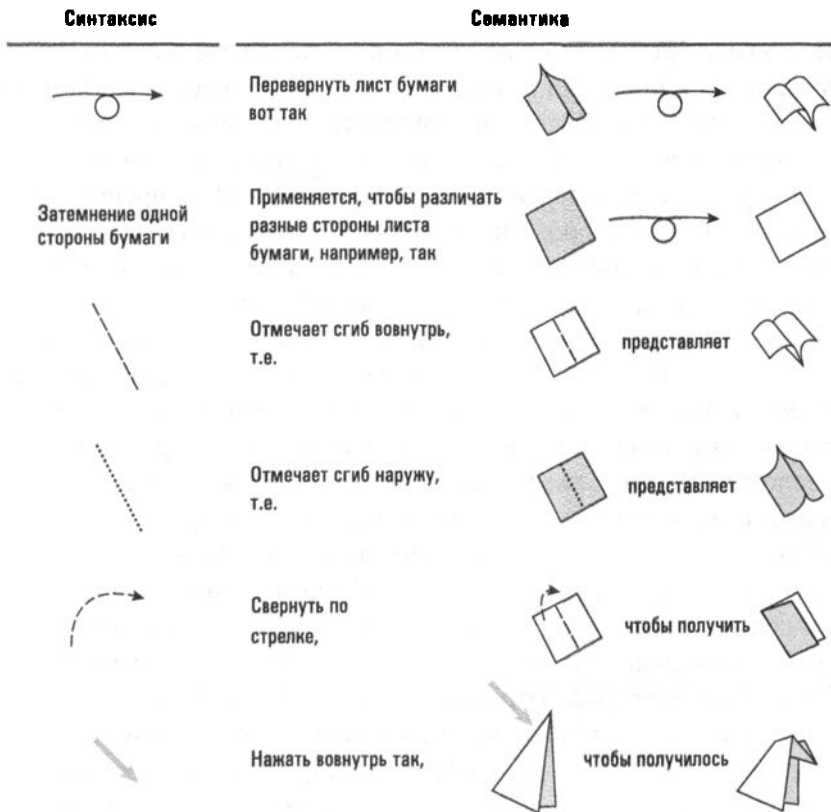 Синтаксис
Семантика
Перевернуть лист бумаги
вот так
Затемнение одной
стороны бумаги
Применяется, чтобы различать
разные стороны листа
бумаги, например, так
Отмечает сгиб вовнутрь,
т.е.
представляет
Отмечает сгиб наружу,
т.е.
представляет
Свернуть по
стрелке,
чтобы получить
Нажать вовнутрь так,
чтобы получилось